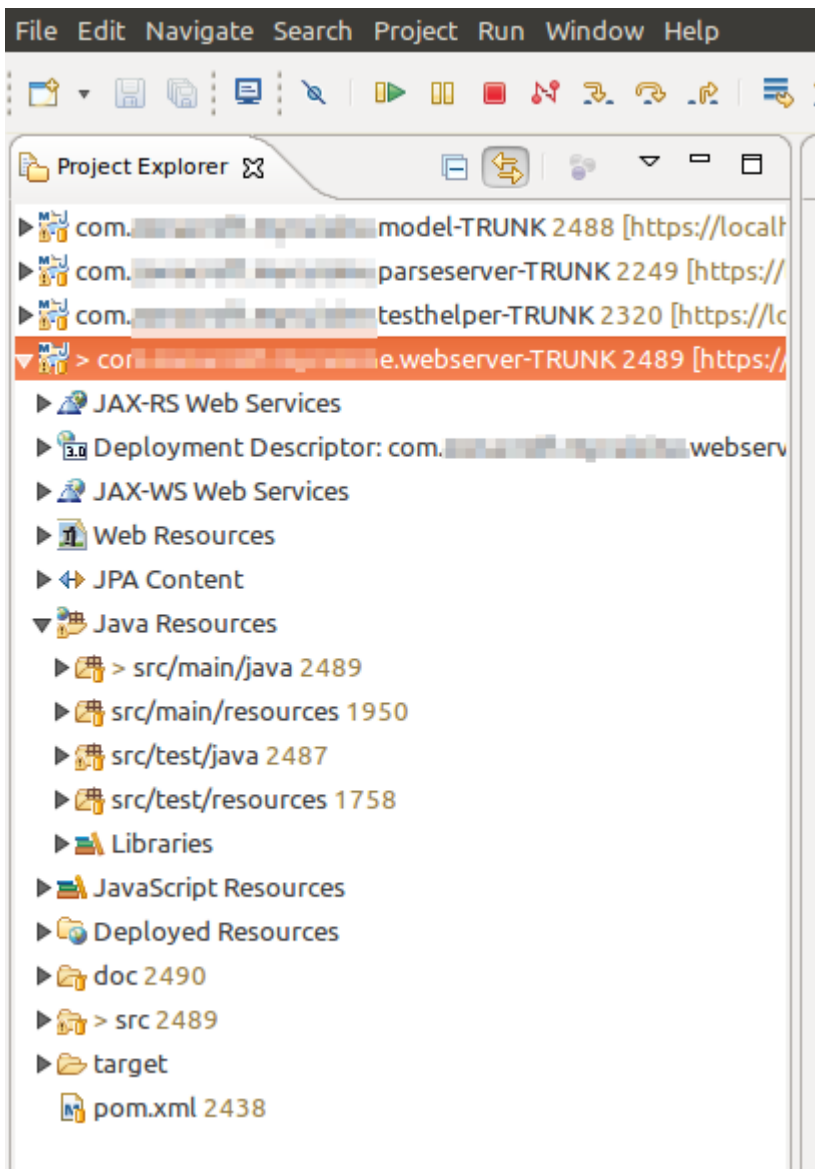 File Edit Navigate Search Project Run Window Help
Project Explorer
com. model-TRUNK 2488 [https://localh
com. parseserver-TRUNK 2249 [https://
com. testhelper-TRUNK 2320 [https://lo
> com e.webserver-TRUNK 2489 [https://
JAX-RS Web Services
3.0 Deployment Descriptor: com. webserv
JAX-WS Web Services
Web Resources
JPA Content
Java Resources
> src/main/java 2489
src/main/resources 1950
src/test/java 2487
src/test/resources 1758
Libraries
JavaScript Resources
Deployed Resources
doc 2490
> src 2489
target
pom.xml 2438